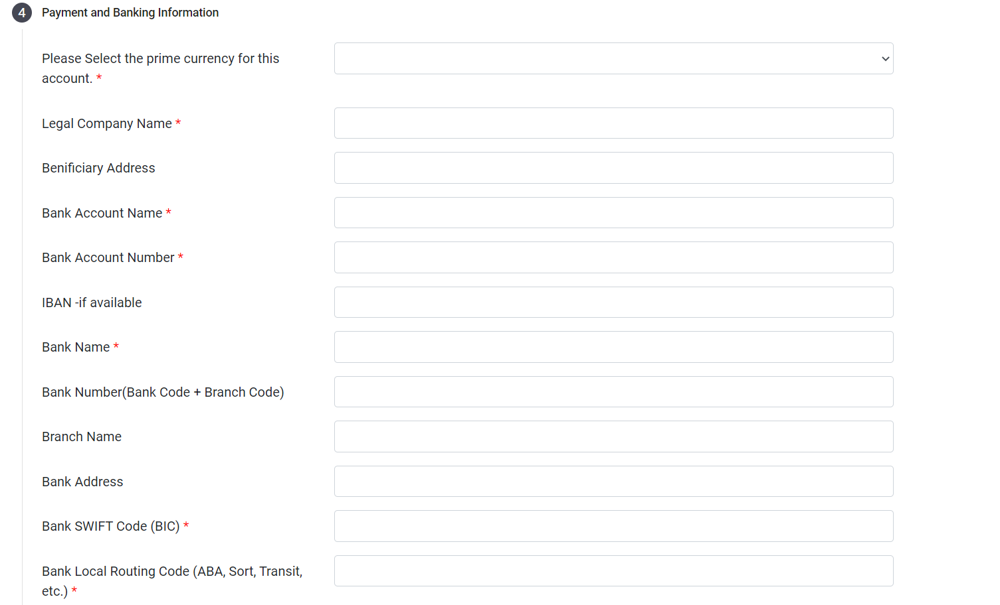 4 Payment and Banking Information
Please Select the prime currency for this
account. *
Legal Company Name *
Benificiary Address
Bank Account Name *
Bank Account Number *
IBAN -if available
Bank Name *
Bank Number(Bank Code + Branch Code)
Branch Name
Bank Address
Bank SWIFT Code (BIC) *
Bank Local Routing Code (ABA, Sort, Transit,
etc.) *